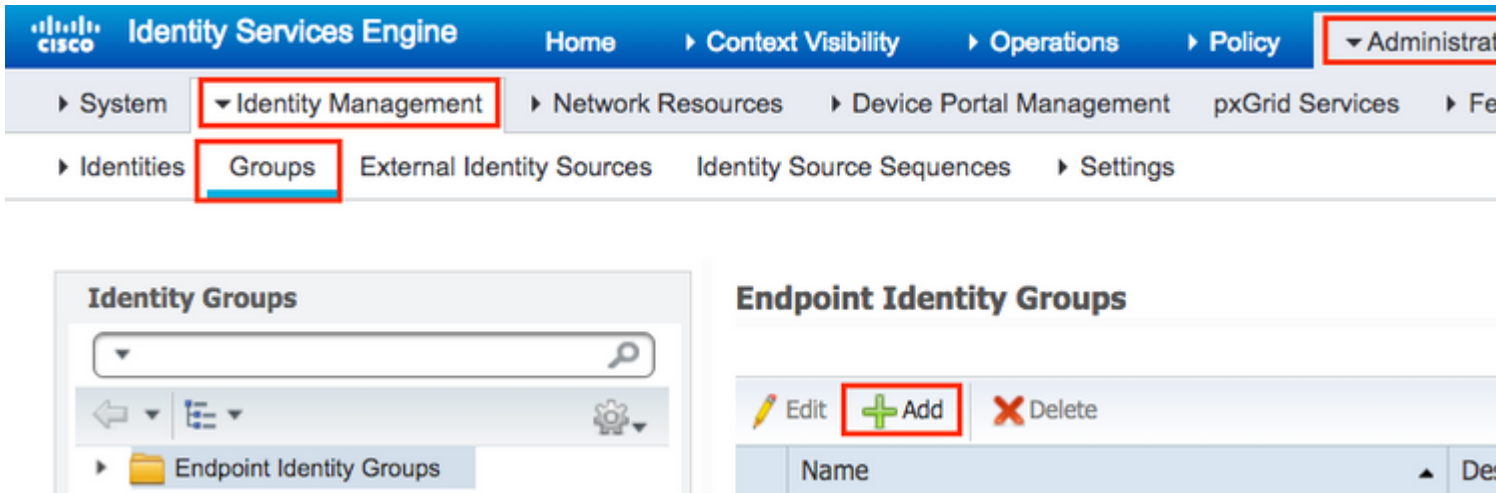 cisco Identity Services Engine Home Context Visibility Operations Policy Administrat
System Identity Management Network Resources Device Portal Management pxGrid Services Fe
Identities Groups External Identity Sources Identity Source Sequences Settings
Identity Groups
Endpoint Identity Groups
Edit Add Delete
Endpoint Identity Groups
Name Des